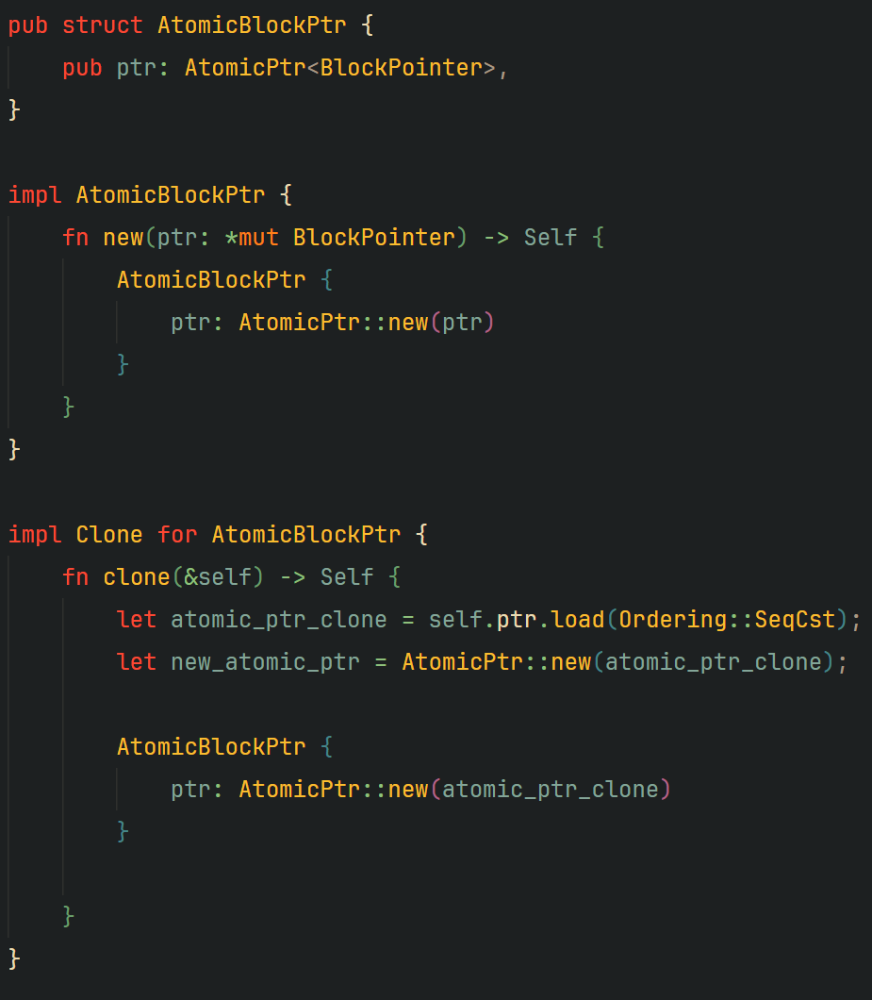 pub struct AtomicBlockPtr {
    pub ptr: AtomicPtr<BlockPointer>,
}

impl AtomicBlockPtr {
    fn new(ptr: *mut BlockPointer) -> Self {
        AtomicBlockPtr {
            ptr: AtomicPtr::new(ptr)
        }
    }
}

impl Clone for AtomicBlockPtr {
    fn clone(&self) -> Self {
        let atomic_ptr_clone = self.ptr.load(Ordering::SeqCst);
        let new_atomic_ptr = AtomicPtr::new(atomic_ptr_clone);

        AtomicBlockPtr {
            ptr: AtomicPtr::new(atomic_ptr_clone)
        }

    }
}